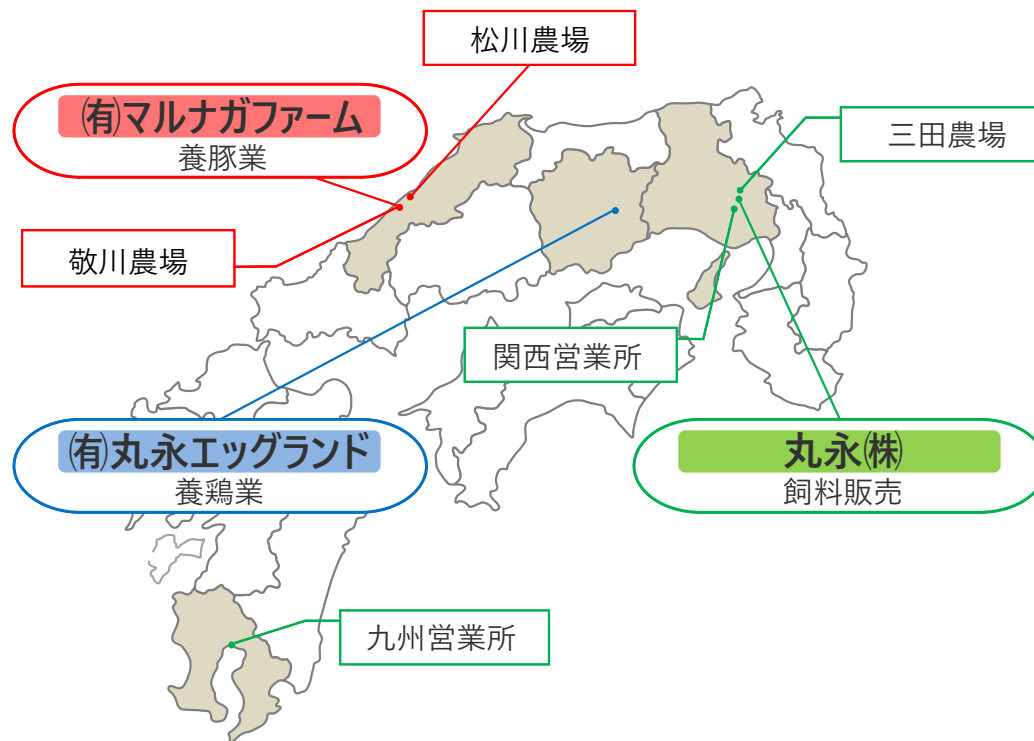 松川農場
㈲マルナガファーム
養豚業
三田農場
敬川農場
関西営業所
㈲丸永エッグランド
養鶏業
丸永㈱
飼料販売
九州営業所